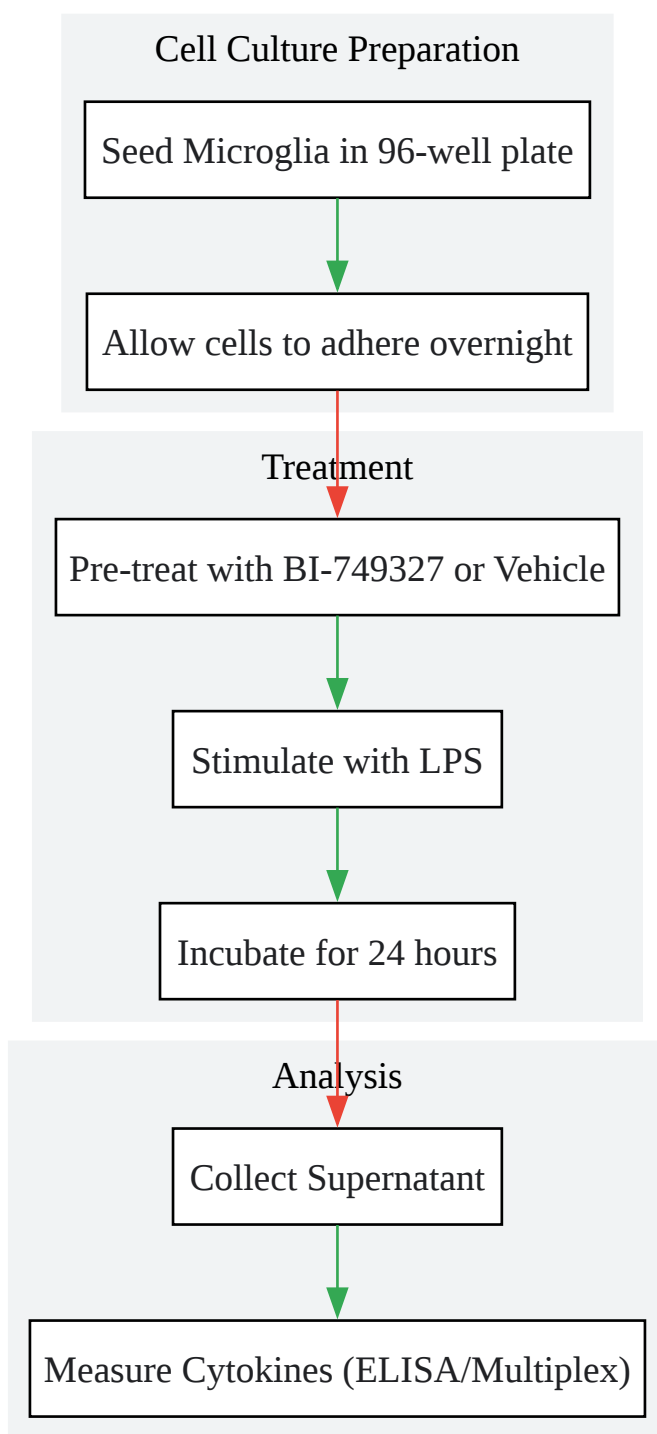 Cell Culture Preparation
Seed Microglia in 96-well plate
Allow cells to adhere overnight
Treatment
Pre-treat with BI-749327 or Vehicle
Stimulate with LPS
Incubate for 24 hours
Analysis
Collect Supernatant
Measure Cytokines (ELISA/Multiplex)